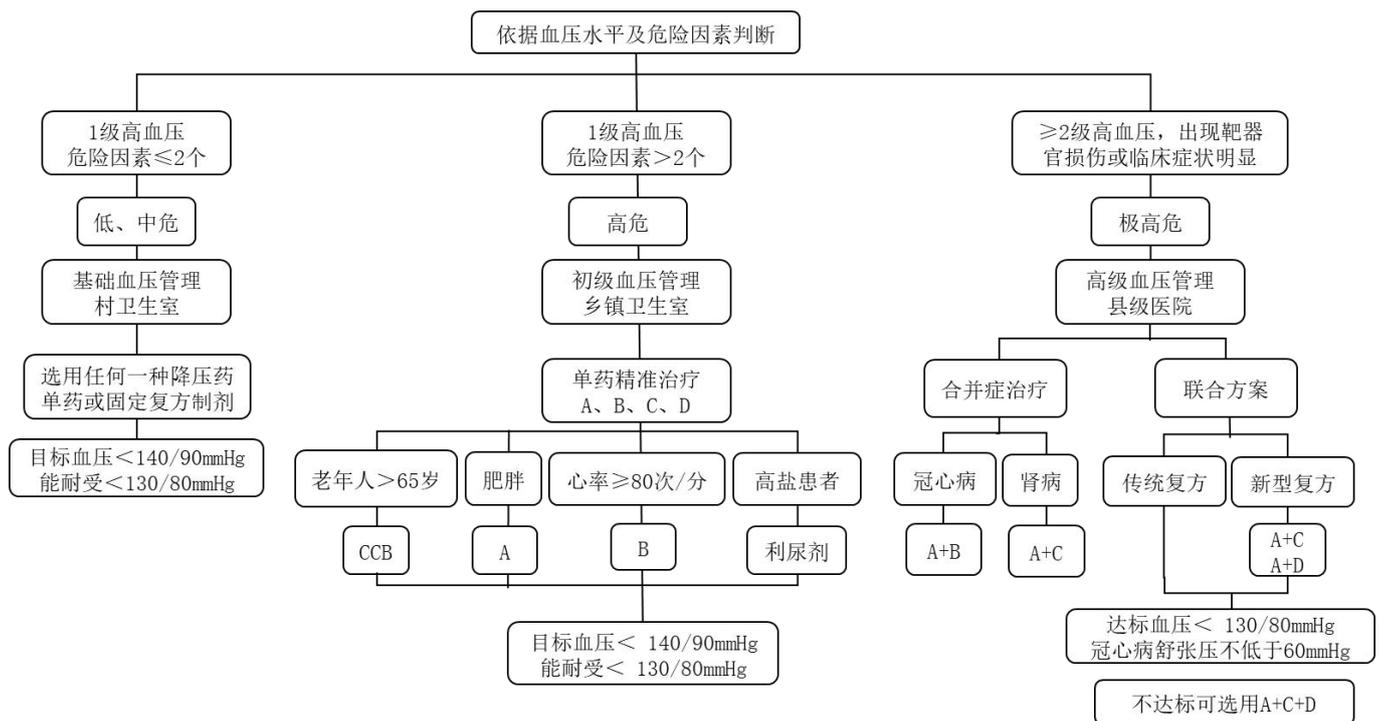 依据血压水平及危险因素判断
1级高血压
危险因素≤2个
低、中危
基础血压管理
村卫生室
选用任何一种降压药
单药或固定复方制剂
目标血压＜140/90mmHg
能耐受＜130/80mmHg
1级高血压
危险因素＞2个
高危
初级血压管理
乡镇卫生室
单药精准治疗
A、B、C、D
老年人＞65岁
肥胖
心率≥80次/分
高盐患者
CCB
A
B
利尿剂
目标血压＜ 140/90mmHg
能耐受＜ 130/80mmHg
≥2级高血压，出现靶器
官损伤或临床症状明显
极高危
高级血压管理
县级医院
合并症治疗
联合方案
冠心病
肾病
传统复方
新型复方
A+B
A+C
A+C
A+D
达标血压＜ 130/80mmHg
冠心病舒张压不低于60mmHg
不达标可选用A+C+D